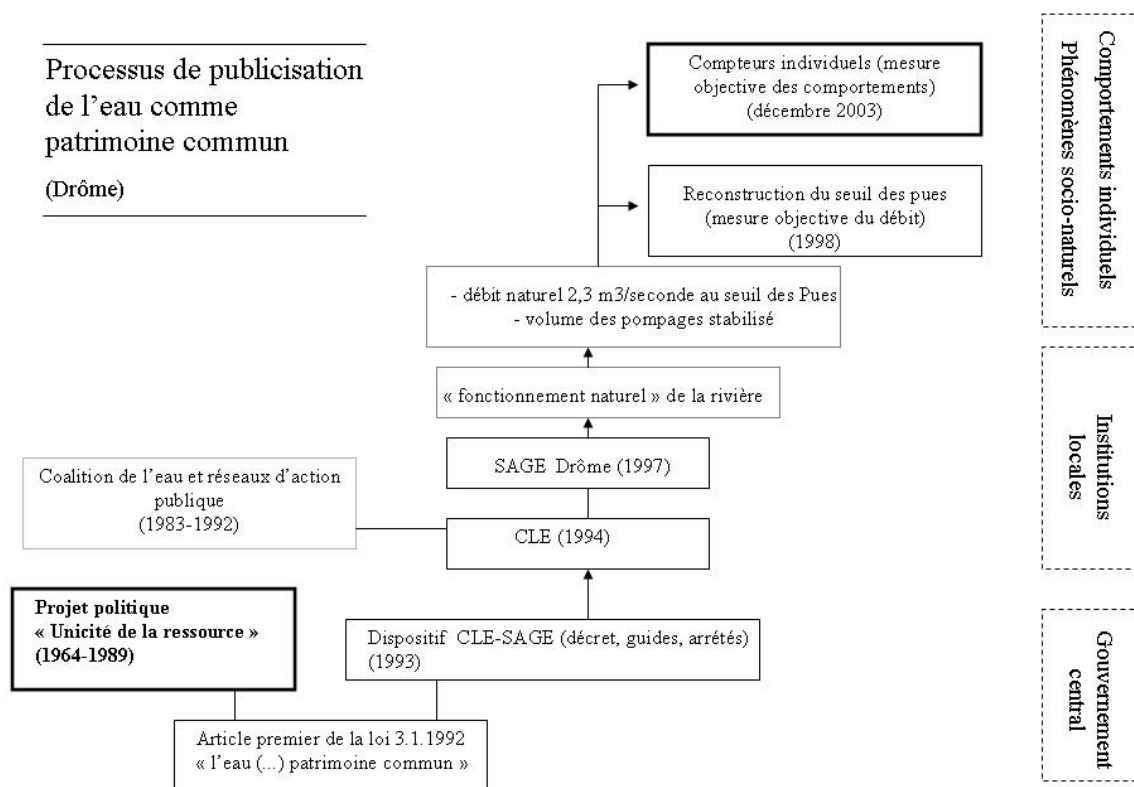 Processus de publicisation
de l'eau comme
patrimoine commun
(Drôme)
Compteurs individuels (mesure
objective des comportements)
(décembre 2003)
Reconstruction du seuil des pues
(mesure objective du débit)
(1998)
- débit naturel 2,3 m3/seconde au seuil des Pues
- volume des pompages stabilisé
« fonctionnement naturel » de la rivière
SAGE Drôme (1997)
Coalition de l'eau et réseaux d'action
publique
(1983-1992)
CLE (1994)
Projet politique
« Unicité de la ressource »
(1964-1989)
Dispositif CLE-SAGE (décret, guides, arrétés)
(1993)
Article premier de la loi 3.1.1992
« l'eau (...) patrimoine commun »
Comportements individuels
Phénomènes socio-naturels
Institutions
locales
Gouvernement
central